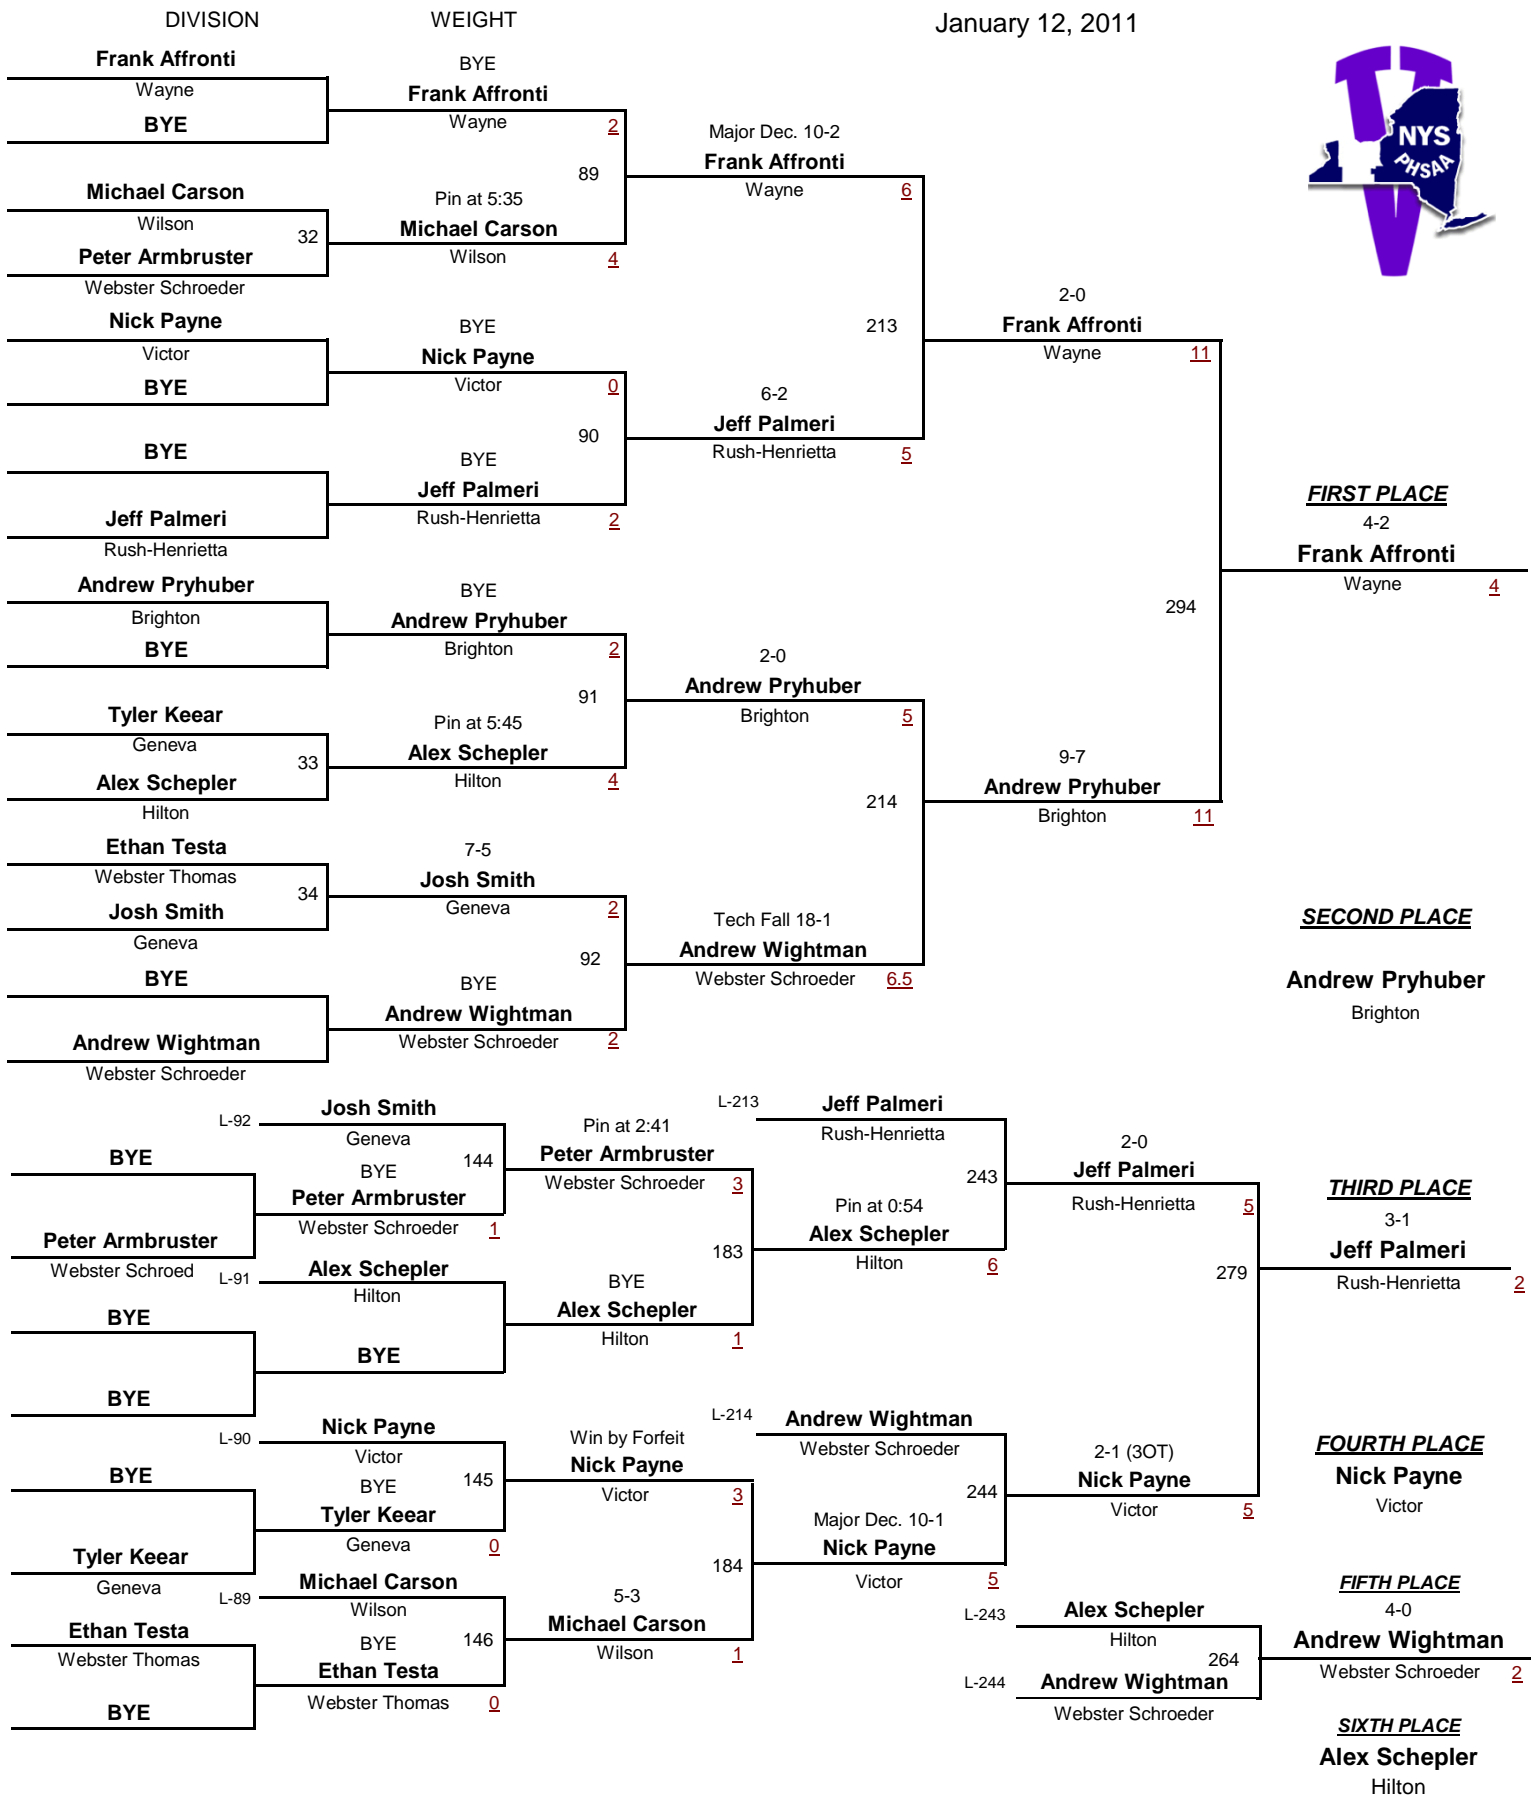 DIVISION WEIGHT January 12, 2011
NYS
PHSAA
Frank Affronti
Wayne
BYE
Michael Carson
Wilson
32
Peter Armbruster
Webster Schroeder
Nick Payne
Victor
BYE
BYE
Jeff Palmeri
Rush-Henrietta
Andrew Pryhuber
Brighton
BYE
Tyler Keear
Geneva
33
Alex Schepler
Hilton
Ethan Testa
Webster Thomas
34
Josh Smith
Geneva
BYE
Andrew Wightman
Webster Schroeder
BYE
Frank Affronti
Wayne 2
89
Pin at 5:35
Michael Carson
Wilson 4
BYE
Nick Payne
Victor 0
90
BYE
Jeff Palmeri
Rush-Henrietta 2
BYE
Andrew Pryhuber
Brighton 2
91
Pin at 5:45
Alex Schepler
Hilton 4
7-5
Josh Smith
Geneva 2
92
BYE
Andrew Wightman
Webster Schroeder 2
Major Dec. 10-2
Frank Affronti
Wayne 6
213
6-2
Jeff Palmeri
Rush-Henrietta 5
2-0
Andrew Pryhuber
Brighton 5
214
Tech Fall 18-1
Andrew Wightman
Webster Schroeder 6.5
2-0
Frank Affronti
Wayne 11
294
9-7
Andrew Pryhuber
Brighton 11
FIRST PLACE
4-2
Frank Affronti
Wayne 4
SECOND PLACE
Andrew Pryhuber
Brighton
BYE
Peter Armbruster
Webster Schroed
BYE
BYE
BYE
Tyler Keear
Geneva
Ethan Testa
Webster Thomas
BYE
L-92 Josh Smith
Geneva
144
BYE
Peter Armbruster
Webster Schroeder 1
L-91 Alex Schepler
Hilton
BYE
L-90 Nick Payne
Victor
145
BYE
Tyler Keear
Geneva 0
L-89 Michael Carson
Wilson
146
BYE
Ethan Testa
Webster Thomas 0
Pin at 2:41
Peter Armbruster
Webster Schroeder 3
183
BYE
Alex Schepler
Hilton 1
Win by Forfeit
Nick Payne
Victor 3
184
5-3
Michael Carson
Wilson 1
L-213 Jeff Palmeri
Rush-Henrietta
243
Pin at 0:54
Alex Schepler
Hilton 6
L-214 Andrew Wightman
Webster Schroeder
244
Major Dec. 10-1
Nick Payne
Victor 5
2-0
Jeff Palmeri
Rush-Henrietta 5
279
2-1 (3OT)
Nick Payne
Victor 5
L-243 Alex Schepler
Hilton
264
L-244 Andrew Wightman
Webster Schroeder
THIRD PLACE
3-1
Jeff Palmeri
Rush-Henrietta 2
FOURTH PLACE
Nick Payne
Victor
FIFTH PLACE
4-0
Andrew Wightman
Webster Schroeder 2
SIXTH PLACE
Alex Schepler
Hilton